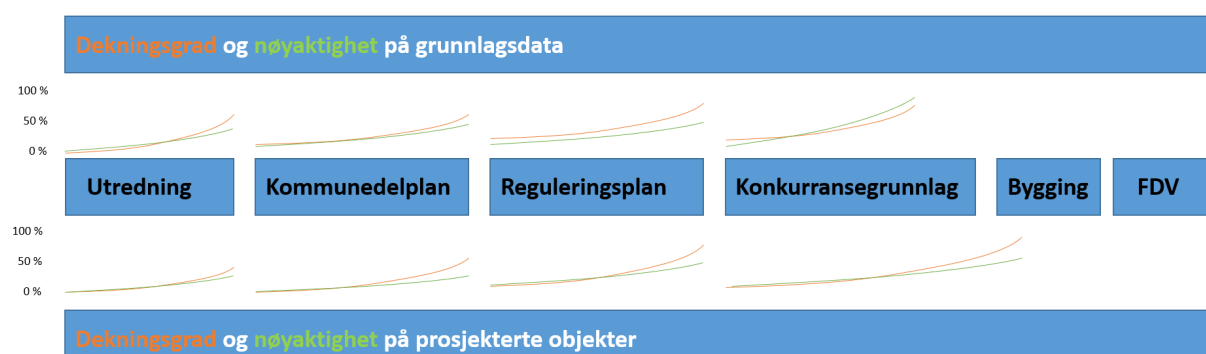 Dekningsgrad og nøyaktighet på grunnlagsdata
100 %
50 %
0 %
Utredning Kommunedelplan Reguleringsplan Konkurransegrunnlag Bygging FDV
100 %
50 %
0 %
Dekningsgrad og nøyaktighet på prosjekterte objekter